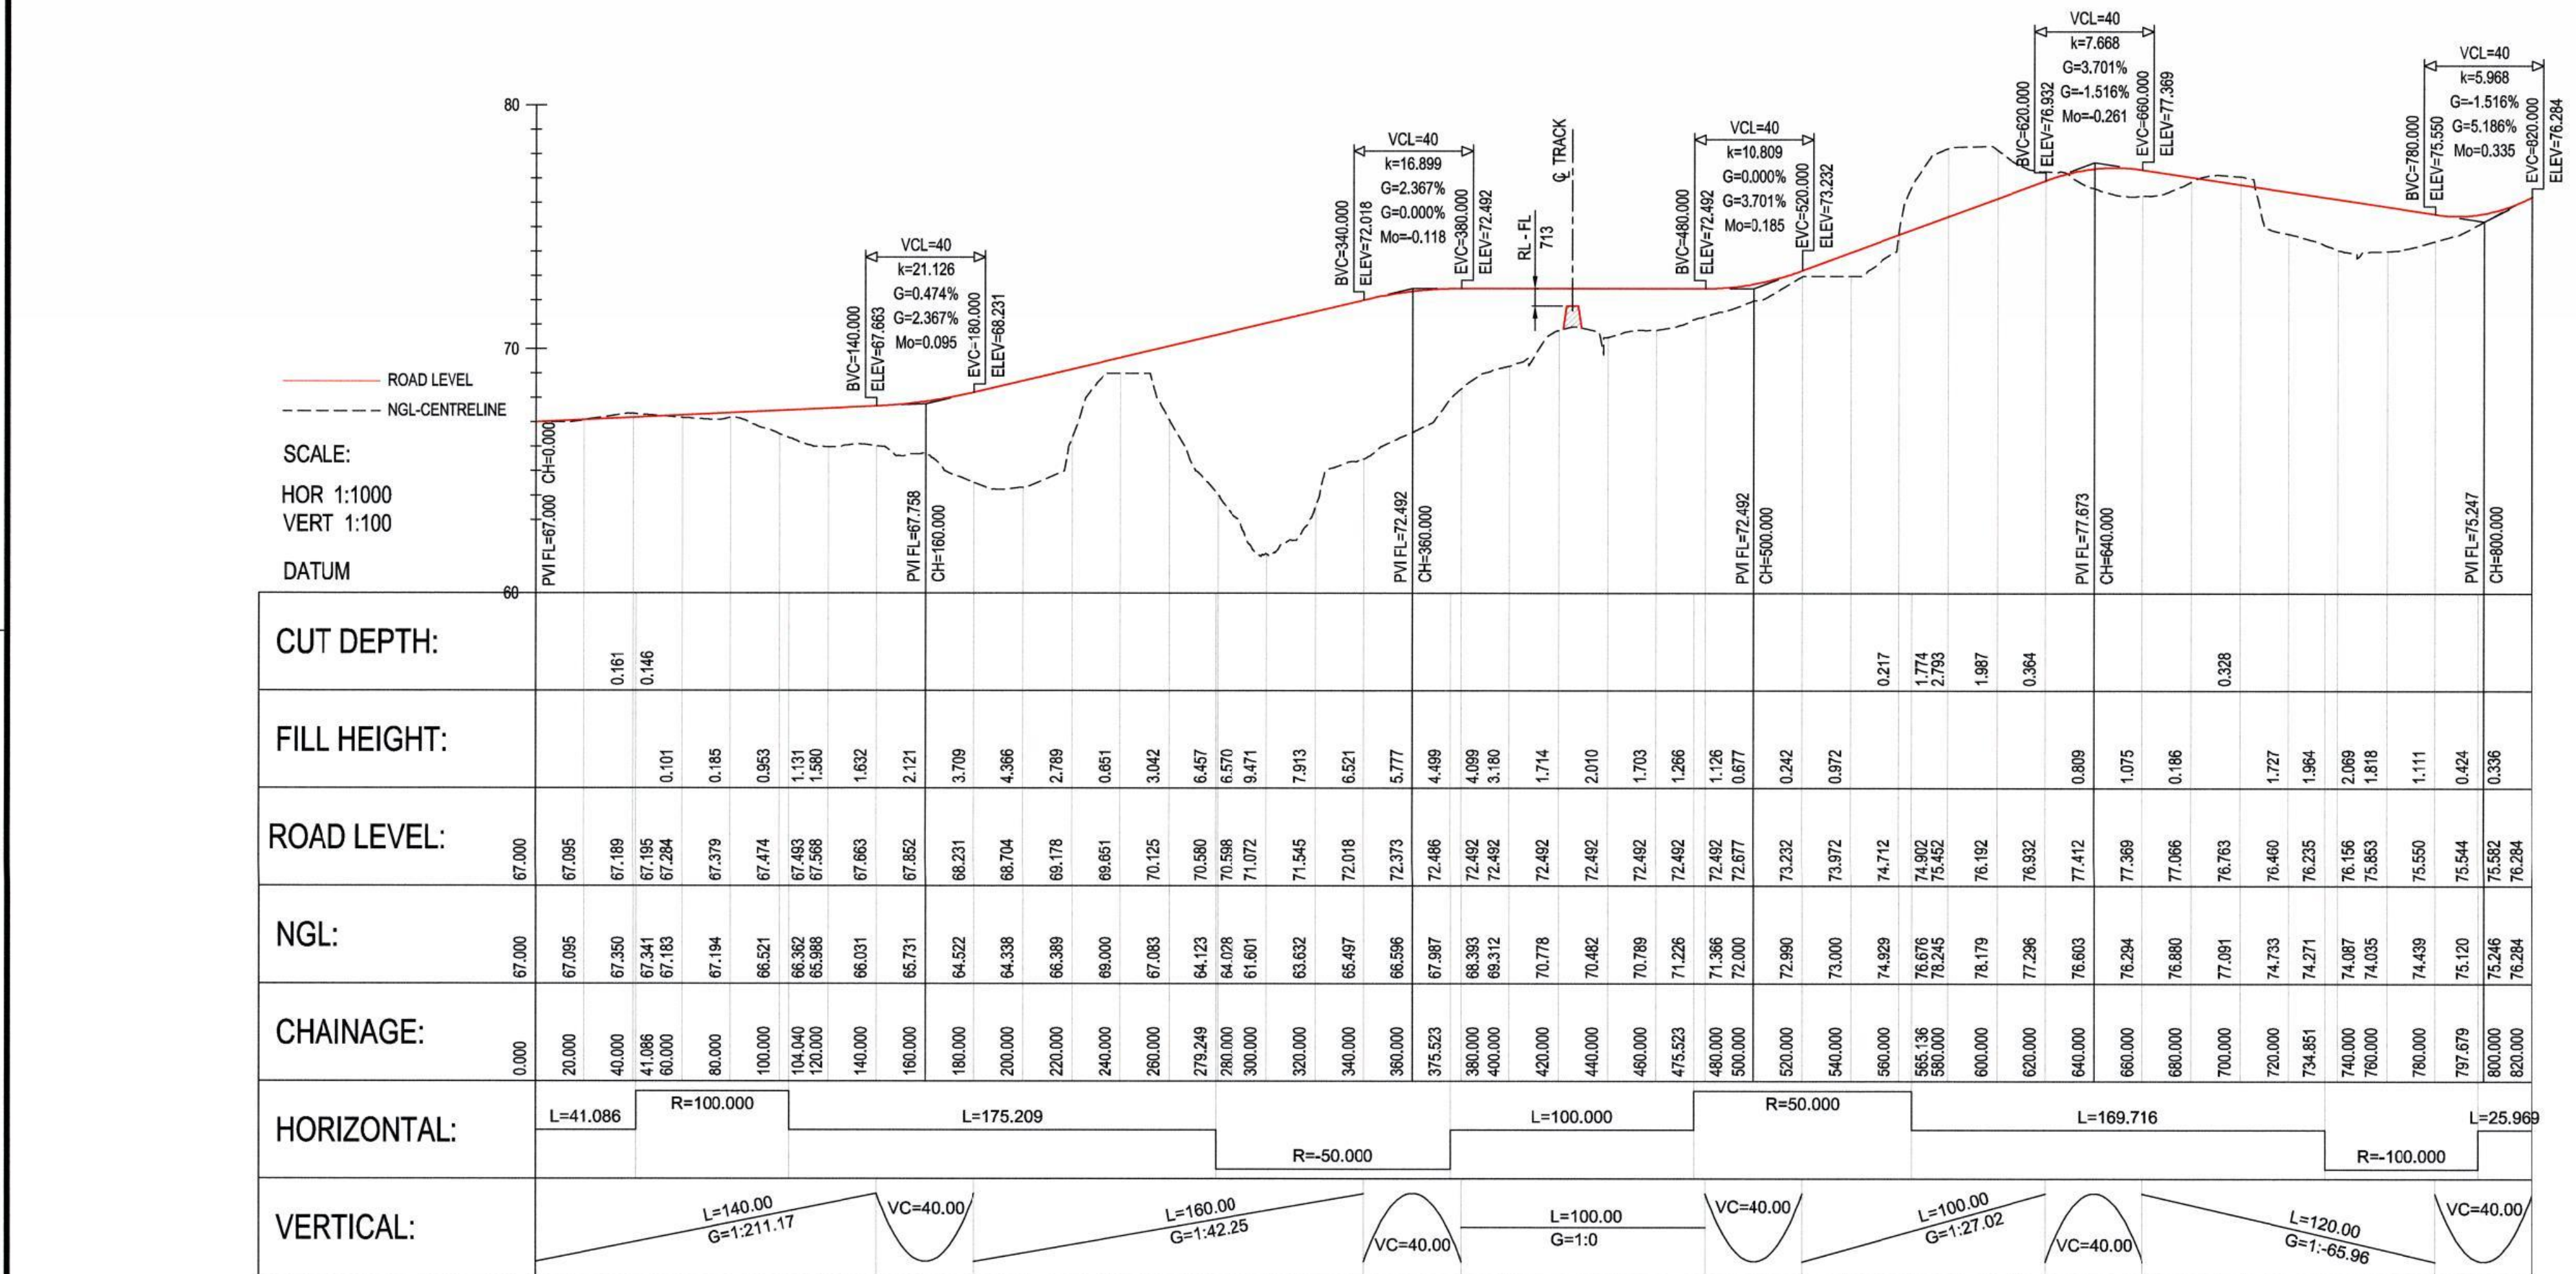 VCL=40
k=7.668
G=3.701%
G=-1.516%
Mo=-0.261
BVC=620.000
ELEV=76.932
EVC=660.000
ELEV=77.369
VCL=40
k=5.968
G=-1.516%
G=5.186%
Mo=0.335
BVC=780.000
ELEV=75.550
EVC=820.000
ELEV=76.284
80
70
60
VCL=40
k=16.899
G=2.367%
G=0.000%
Mo=-0.118
BVC=340.000
ELEV=72.018
EVC=380.000
ELEV=72.492
℄ TRACK
RL - FL
713
VCL=40
k=10.809
G=0.000%
G=3.701%
Mo=0.185
BVC=480.000
ELEV=72.492
EVC=520.000
ELEV=73.232
VCL=40
k=21.126
G=0.474%
G=2.367%
Mo=0.095
BVC=140.000
ELEV=67.663
EVC=180.000
ELEV=68.231
ROAD LEVEL
NGL-CENTRELINE
SCALE:
HOR 1:1000
VERT 1:100
DATUM
PVI FL=67.000 CH=0.000
PVI FL=67.758
CH=160.000
PVI FL=72.492
CH=360.000
PVI FL=72.492
CH=500.000
PVI FL=77.673
CH=640.000
PVI FL=75.247
CH=800.000
CUT DEPTH:
0.161 0.146 0.217 1.774 2.793 1.987 0.364 0.328
FILL HEIGHT:
0.101 0.185 0.953 1.131 1.580 1.632 2.121 3.709 4.366 2.789 0.651 3.042 6.457 6.570 9.471 7.913 6.521 5.777 4.499 4.099 3.180 1.714 2.010 1.703 1.266 1.126 0.677 0.242 0.972 0.809 1.075 0.186 1.727 1.964 2.069 1.818 1.111 0.424 0.336
ROAD LEVEL:
67.000 67.095 67.189 67.195 67.284 67.379 67.474 67.493 67.568 67.663 67.852 68.231 68.704 69.178 69.651 70.125 70.580 70.598 71.072 71.545 72.018 72.373 72.486 72.492 72.492 72.492 72.492 72.492 72.492 72.492 72.677 73.232 73.972 74.712 74.902 75.452 76.192 76.932 77.412 77.369 77.066 76.763 76.460 76.235 76.156 75.853 75.550 75.544 75.582 76.284
NGL:
67.000 67.095 67.350 67.341 67.183 67.194 66.521 66.362 65.988 66.031 65.731 64.522 64.338 66.389 69.000 67.083 64.123 64.028 61.601 63.632 65.497 66.596 67.987 68.393 69.312 70.778 70.482 70.789 71.226 71.366 72.000 72.990 73.000 74.929 76.676 78.245 78.179 77.296 76.603 76.294 76.880 77.091 74.733 74.271 74.087 74.035 74.439 75.120 75.246 76.284
CHAINAGE:
0.000 20.000 40.000 41.086 60.000 80.000 100.000 104.040 120.000 140.000 160.000 180.000 200.000 220.000 240.000 260.000 279.249 280.000 300.000 320.000 340.000 360.000 375.523 380.000 400.000 420.000 440.000 460.000 475.523 480.000 500.000 520.000 540.000 560.000 565.136 580.000 600.000 620.000 640.000 660.000 680.000 700.000 720.000 734.851 740.000 760.000 780.000 797.679 800.000 820.000
HORIZONTAL:
L=41.086 R=100.000 L=175.209 R=-50.000 L=100.000 R=50.000 L=169.716 R=-100.000 L=25.969
VERTICAL:
L=140.00
G=1:211.17
VC=40.00
L=160.00
G=1:42.25
VC=40.00
L=100.00
G=1:0
VC=40.00
L=100.00
G=1:27.02
VC=40.00
L=120.00
G=1:-65.96
VC=40.00